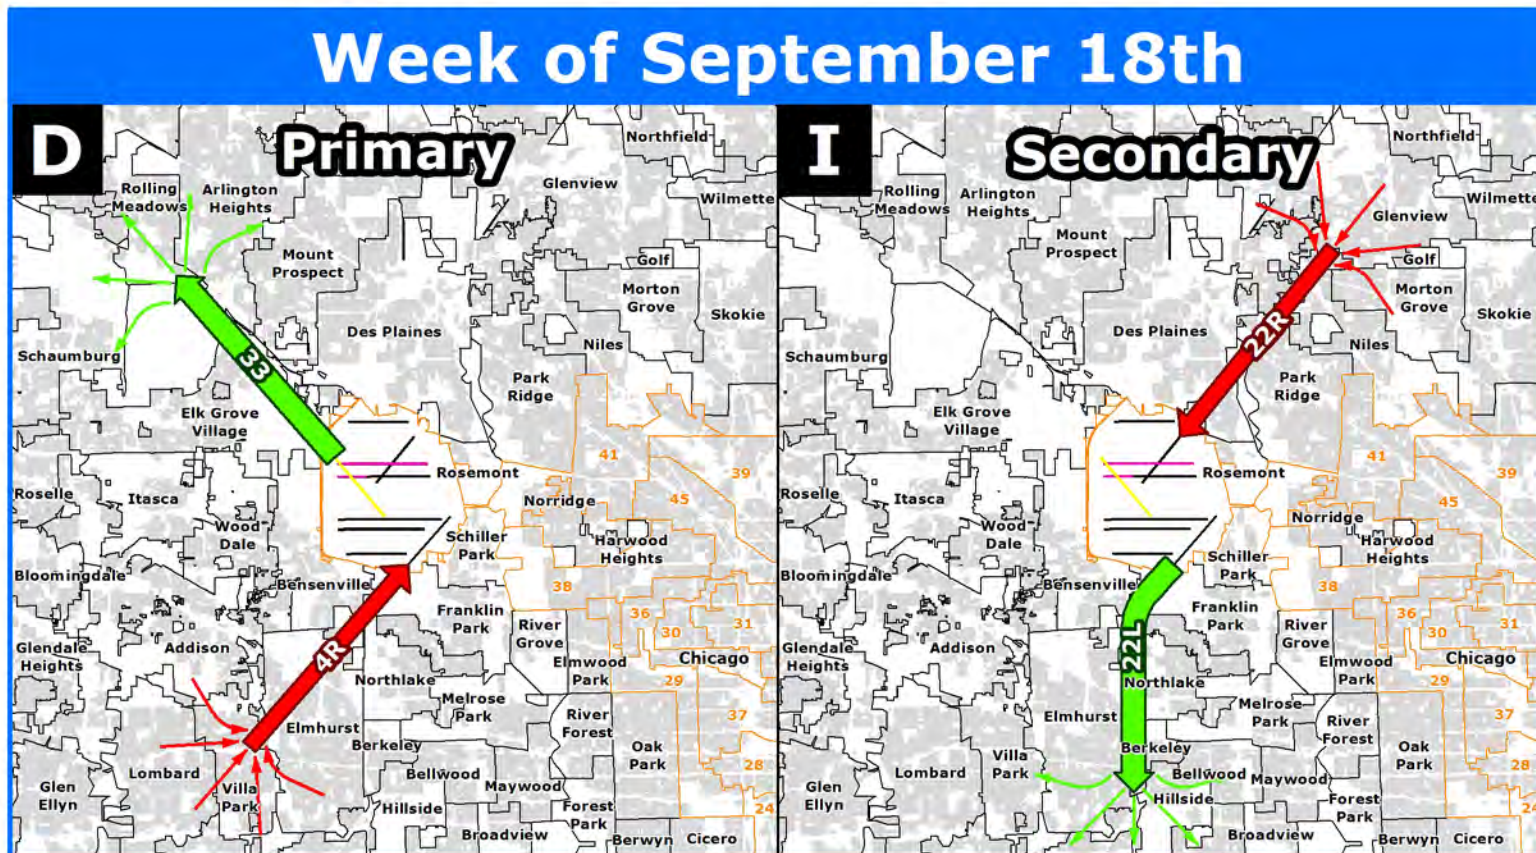 Week of September 18th
D
Primary
Northfield
Rolling
Meadows
Arlington
Heights
Glenview
Wilmette
Mount
Prospect
Golf
Morton
Grove
Skokie
Des Plaines
Niles
Schaumburg
33
Park
Ridge
Elk Grove
Village
41
39
Rosemont
Roselle
Itasca
Norridge
45
Wood
Dale
Schiller
Park
Harwood
Heights
Bloomingdale
Bensenville
38
Franklin
Park
36
31
River
Grove
30
Glendale
Heights
Addison
4R
Elmwood
Park
Chicago
29
Northlake
Melrose
Park
37
Elmhurst
River
Forest
Berkeley
Oak
Park
28
Lombard
Bellwood
Maywood
Glen
Ellyn
Villa
Park
Hillside
Forest
Park
24
Broadview
Berwyn
Cicero
I
Secondary
Northfield
Rolling
Meadows
Arlington
Heights
Glenview
Wilmette
Mount
Prospect
Golf
Morton
Grove
Skokie
Des Plaines
22R
Niles
Schaumburg
Park
Ridge
Elk Grove
Village
41
39
Rosemont
Roselle
Itasca
45
Norridge
Wood
Dale
Harwood
Heights
Schiller
Park
Bloomingdale
Bensenville
38
Franklin
Park
36
31
River
Grove
30
Glendale
Heights
Addison
22L
Elmwood
Park
Chicago
29
Northlake
Melrose
Park
37
Elmhurst
River
Forest
Berkeley
Oak
Park
Villa
Park
28
Lombard
Bellwood
Maywood
Glen
Ellyn
Hillside
Forest
Park
24
Broadview
Berwyn
Cicero